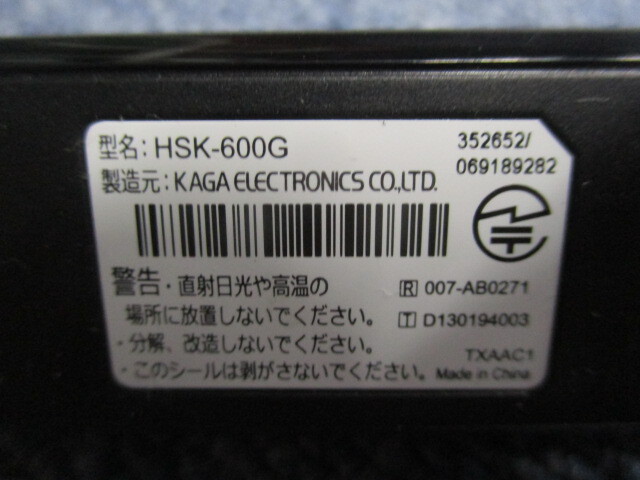 型名: HSK-600G
352652/
069189282
製造元: KAGA ELECTRONICS CO.,LTD.
警告・直射日光や高温の
場所に放置しないでください。
・分解、改造しないでください。
・このシールは剥がさないでください。
R 007-AB0271
T D130194003
TXAAC1
Made in China